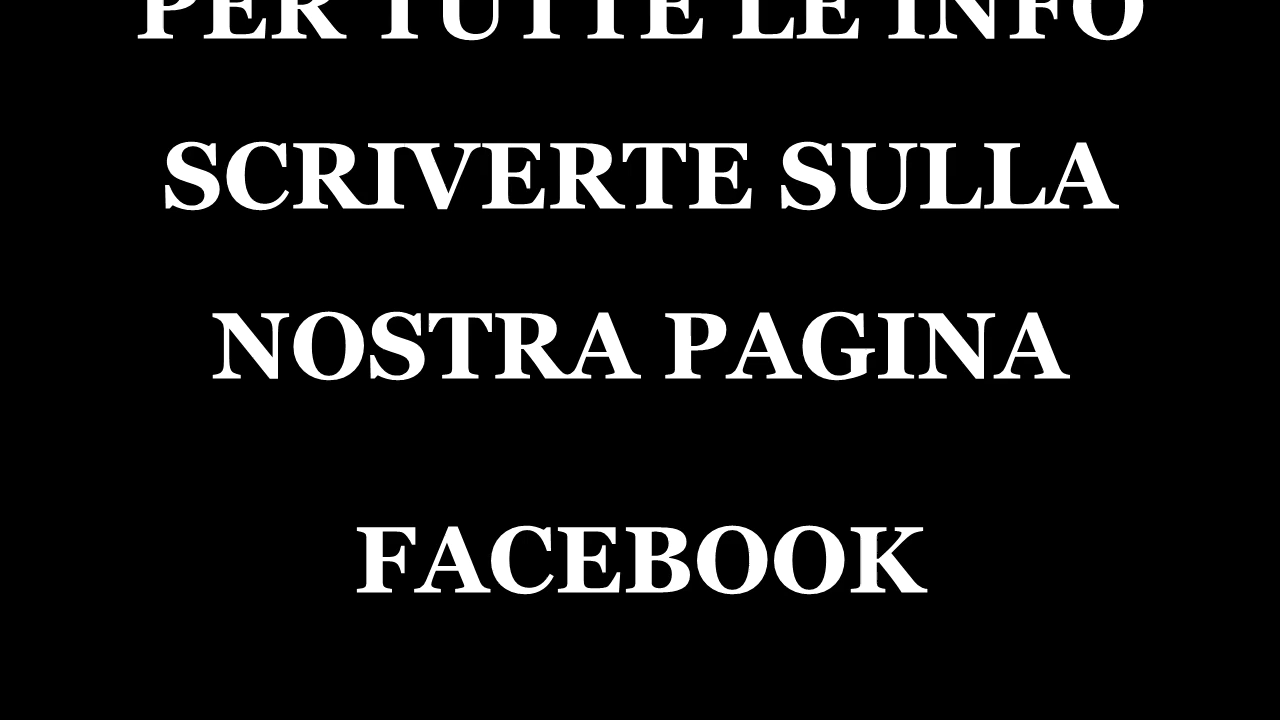 PER TUTTE LE INFO
SCRIVERTE SULLA
NOSTRA PAGINA
FACEBOOK